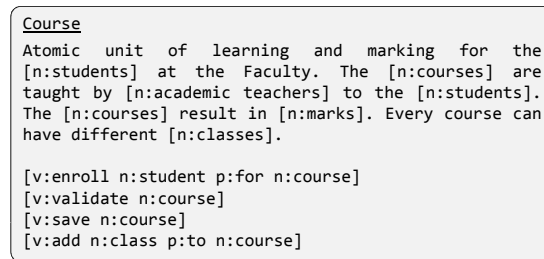 Course
Atomic unit of learning and marking for the
[n:students] at the Faculty. The [n:courses] are
taught by [n:academic teachers] to the [n:students].
The [n:courses] result in [n:marks]. Every course can
have different [n:classes].
[v:enroll n:student p:for n:course]
[v:validate n:course]
[v:save n:course]
[v:add n:class p:to n:course]